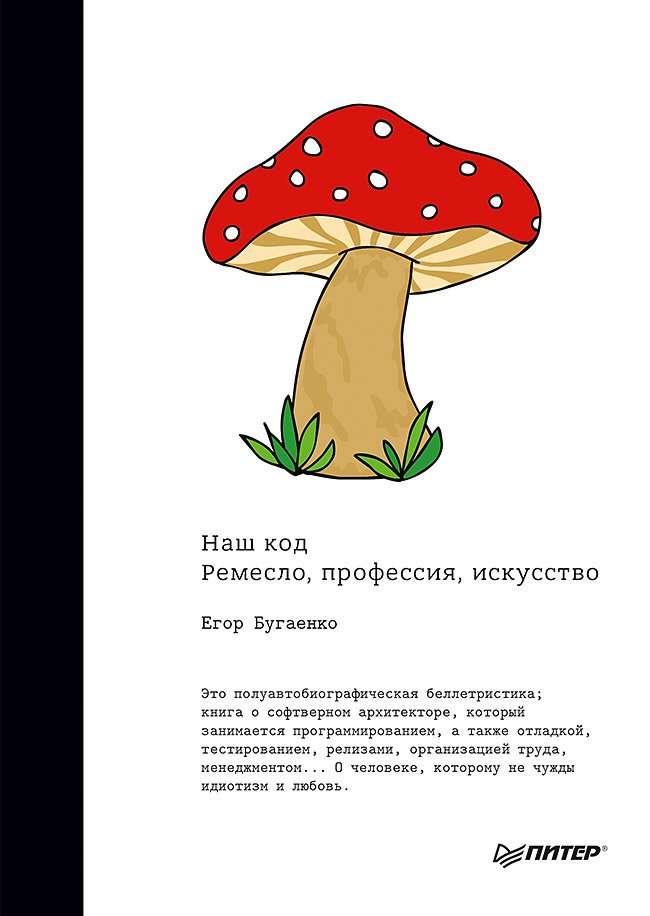 Наш код
Ремесло, профессия, искусство
Егор Бугаенко
Это полуавтобиографическая беллетристика;
книга о софтверном архитекторе, который
занимается программированием, а также отладкой,
тестированием, релизами, организацией труда,
менеджментом... О человеке, которому не чужды
идиотизм и любовь.
ПИТЕР®